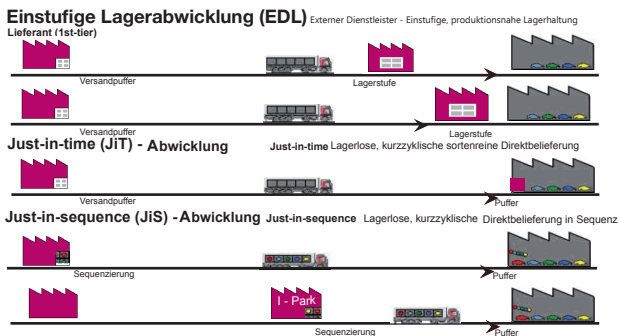 Einstufige Lagerabwicklung (EDL) Externer Dienstleister - Einstufige, produktionsnahe Lagerhaltung
Lieferant (1st-tier)
Versandpuffer
Lagerstufe
Versandpuffer
Lagerstufe
Just-in-time (JiT) - Abwicklung Just-in-time Lagerlose, kurzzyklische sortenreine Direktbelieferung
Versandpuffer
Puffer
Just-in-sequence (JiS) - Abwicklung Just-in-sequence Lagerlose, kurzzyklische Direktbelieferung in Sequenz
Sequenzierung
Puffer
I - Park
Sequenzierung
Puffer